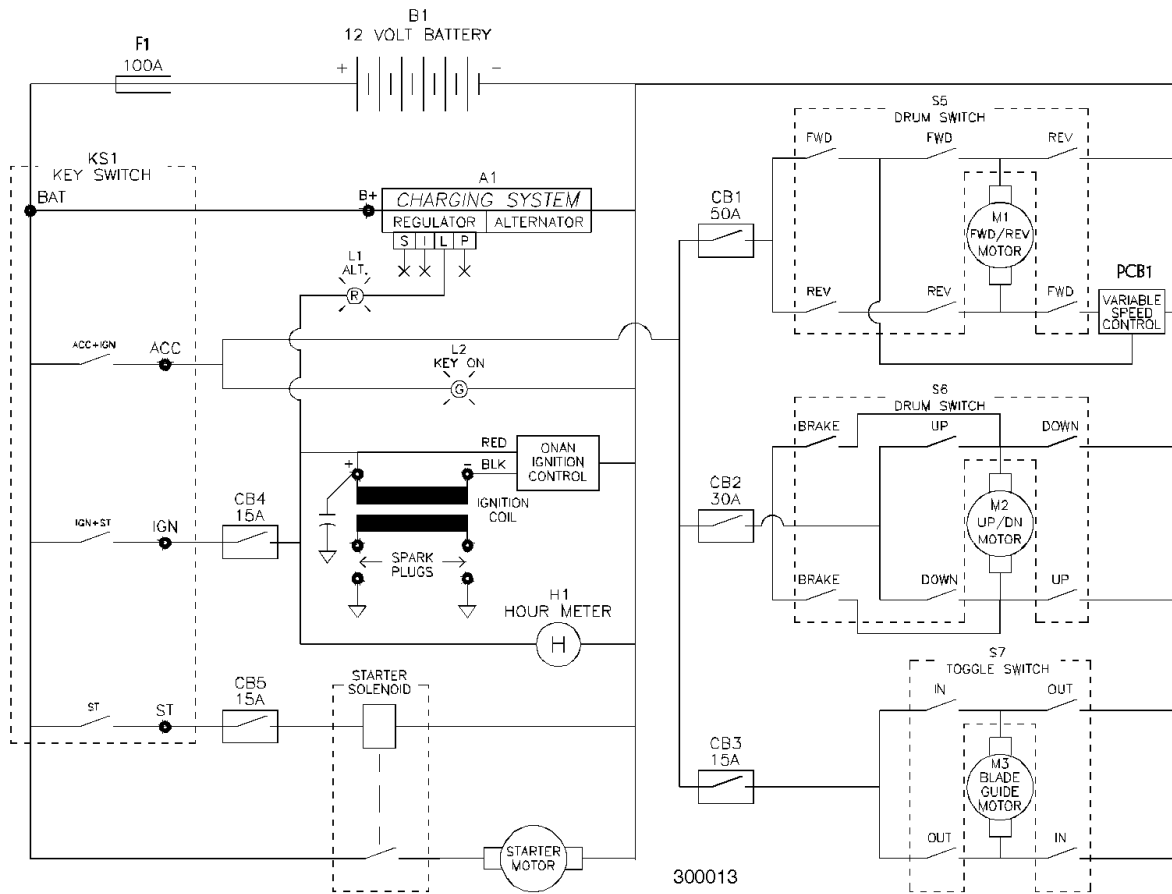 B1
12 VOLT BATTERY
+
-
F1
100A
KS1
KEY SWITCH
BAT
B+
A1
CHARGING SYSTEM
REGULATOR
ALTERNATOR
S
I
L
P
L1
ALT.
R
ACC+IGN
ACC
L2
KEY ON
G
RED
BLK
ONAN
IGNITION
CONTROL
+
-
IGNITION
COIL
CB4
15A
IGN+ST
IGN
SPARK
PLUGS
H1
HOUR METER
H
ST
ST
CB5
15A
STARTER
SOLENOID
STARTER
MOTOR
S5
DRUM SWITCH
FWD
FWD
REV
CB1
50A
M1
FWD/REV
MOTOR
REV
REV
FWD
PCB1
VARIABLE
SPEED
CONTROL
S6
DRUM SWITCH
BRAKE
UP
DOWN
CB2
30A
M2
UP/DN
MOTOR
BRAKE
DOWN
UP
S7
TOGGLE SWITCH
IN
OUT
CB3
15A
M3
BLADE
GUIDE
MOTOR
OUT
IN
300013